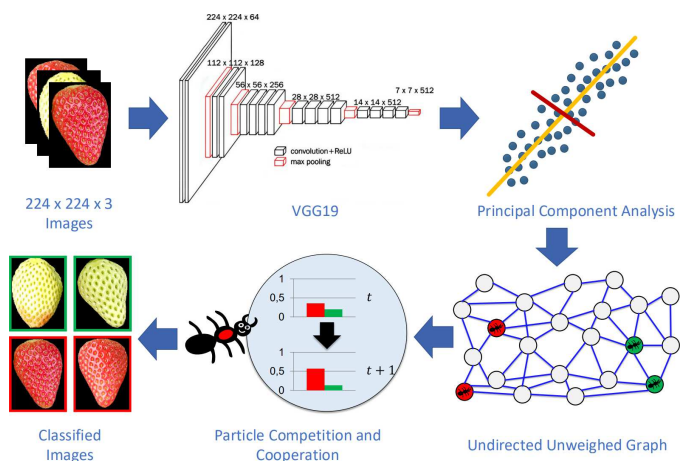 224 x 224 x 64
112 x 112 x 128
56 x 56 x 256
28 x 28 x 512
14 x 14 x 512
7 x 7 x 512
convolution+ReLU
max pooling
224 x 224 x 3
Images
VGG19
Principal Component Analysis
1
0,5
0
t
1
0,5
0
t + 1
Classified
Images
Particle Competition and
Cooperation
Undirected Unweighed Graph